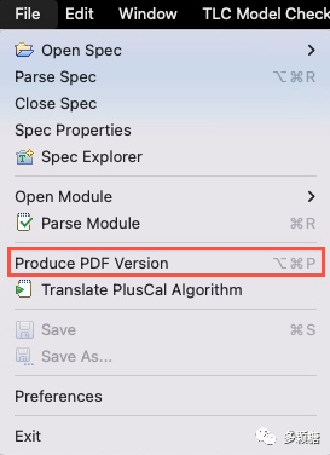 File Edit Window TLC Model Check
Open Spec
Parse Spec ⌥⌘R
Close Spec
Spec Properties
Spec Explorer
Open Module
Parse Module ⌘R
Produce PDF Version ⌥⌘P
Translate PlusCal Algorithm
Save ⌘S
Save As...
Preferences
Exit
多颗糖